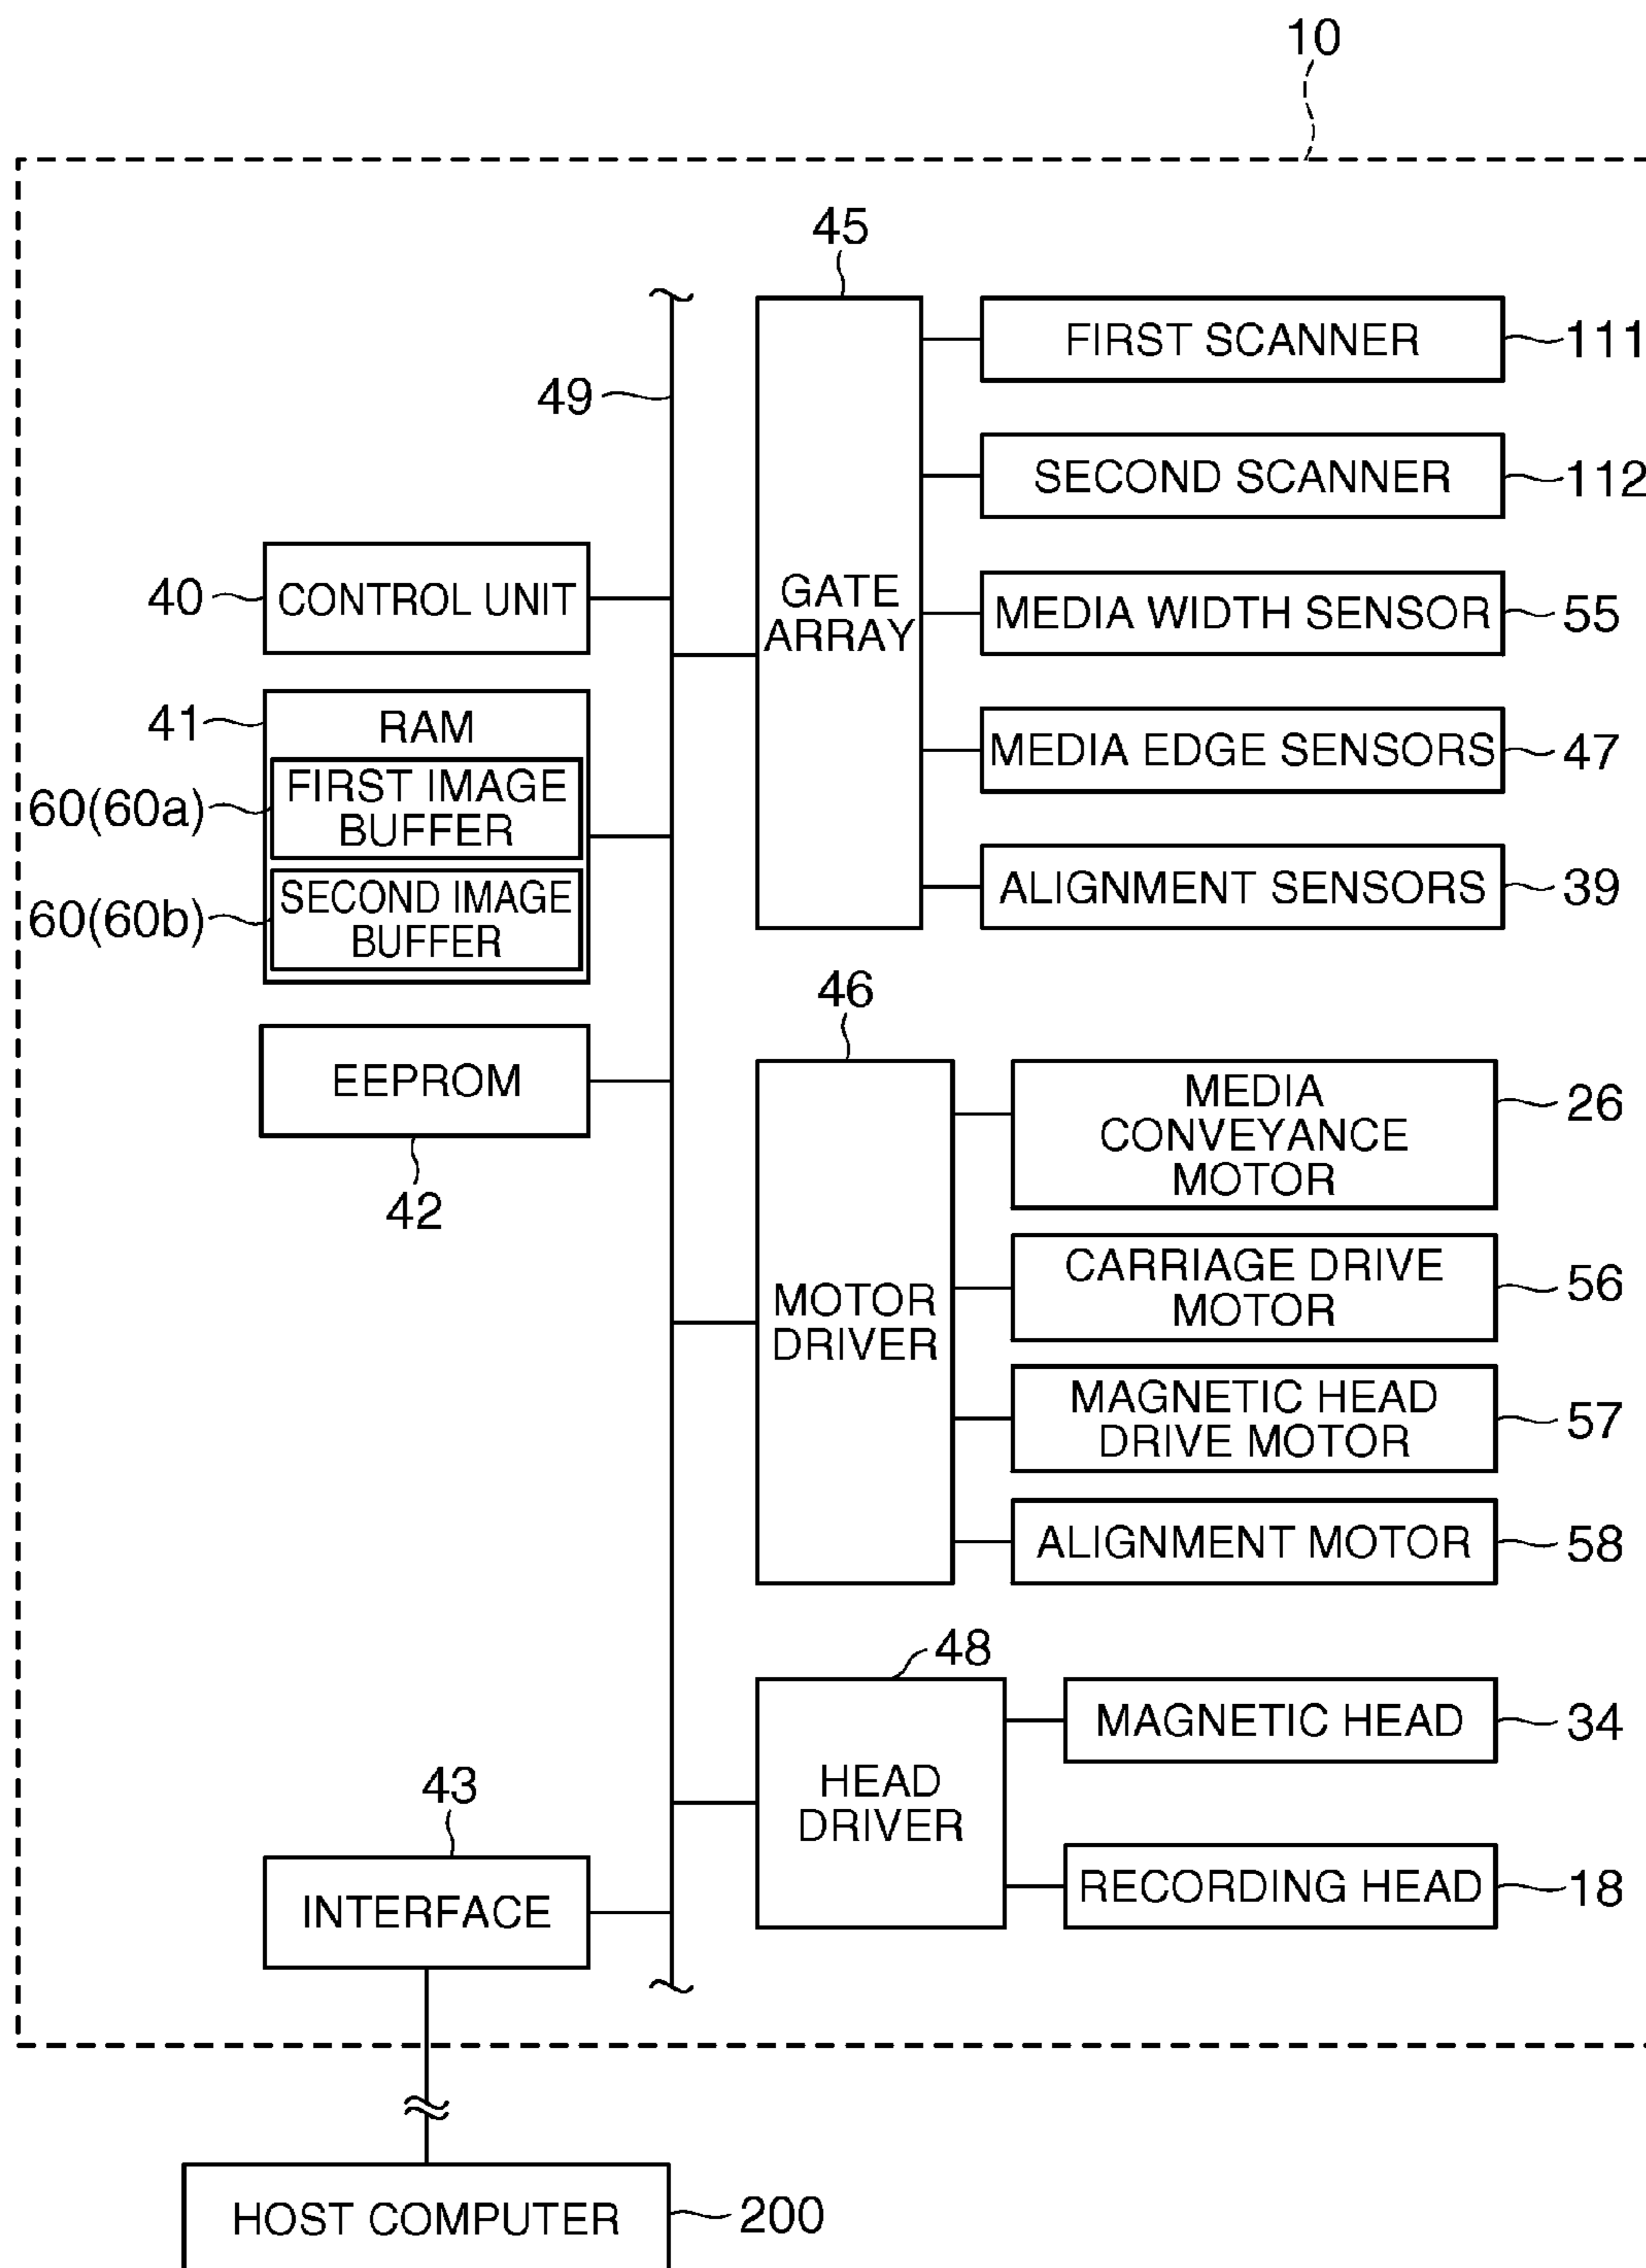 10
45
FIRST SCANNER
111
49
SECOND SCANNER
112
40
CONTROL UNIT
GATE
ARRAY
MEDIA WIDTH SENSOR
55
41
RAM
MEDIA EDGE SENSORS
47
60(60a)
FIRST IMAGE
BUFFER
60(60b)
SECOND IMAGE
BUFFER
ALIGNMENT SENSORS
39
46
EEPROM
42
MEDIA
CONVEYANCE
MOTOR
26
MOTOR
DRIVER
CARRIAGE DRIVE
MOTOR
56
MAGNETIC HEAD
DRIVE MOTOR
57
ALIGNMENT MOTOR
58
48
MAGNETIC HEAD
34
43
HEAD
DRIVER
INTERFACE
RECORDING HEAD
18
HOST COMPUTER
200